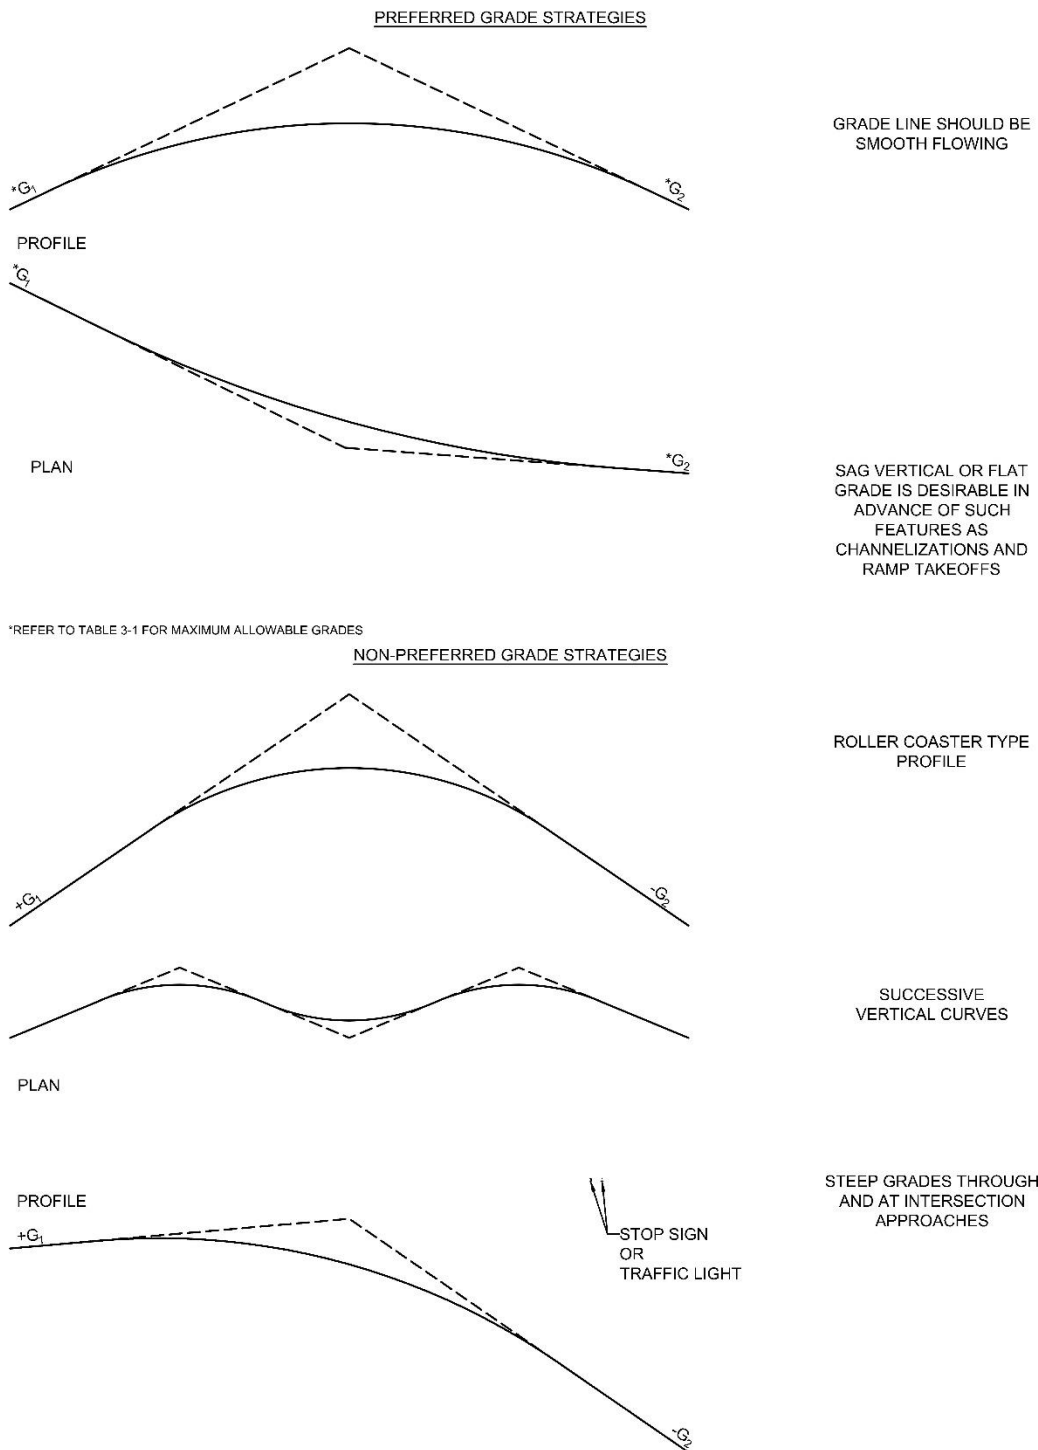 PREFERRED GRADE STRATEGIES
GRADE LINE SHOULD BE
SMOOTH FLOWING
*G1
*G2
PROFILE
*G1
PLAN
*G2
SAG VERTICAL OR FLAT
GRADE IS DESIRABLE IN
ADVANCE OF SUCH
FEATURES AS
CHANNELIZATIONS AND
RAMP TAKEOFFS
*REFER TO TABLE 3-1 FOR MAXIMUM ALLOWABLE GRADES
NON-PREFERRED GRADE STRATEGIES
ROLLER COASTER TYPE
PROFILE
+G1
-G2
SUCCESSIVE
VERTICAL CURVES
PLAN
STEEP GRADES THROUGH
AND AT INTERSECTION
APPROACHES
PROFILE
+G1
STOP SIGN
OR
TRAFFIC LIGHT
-G2